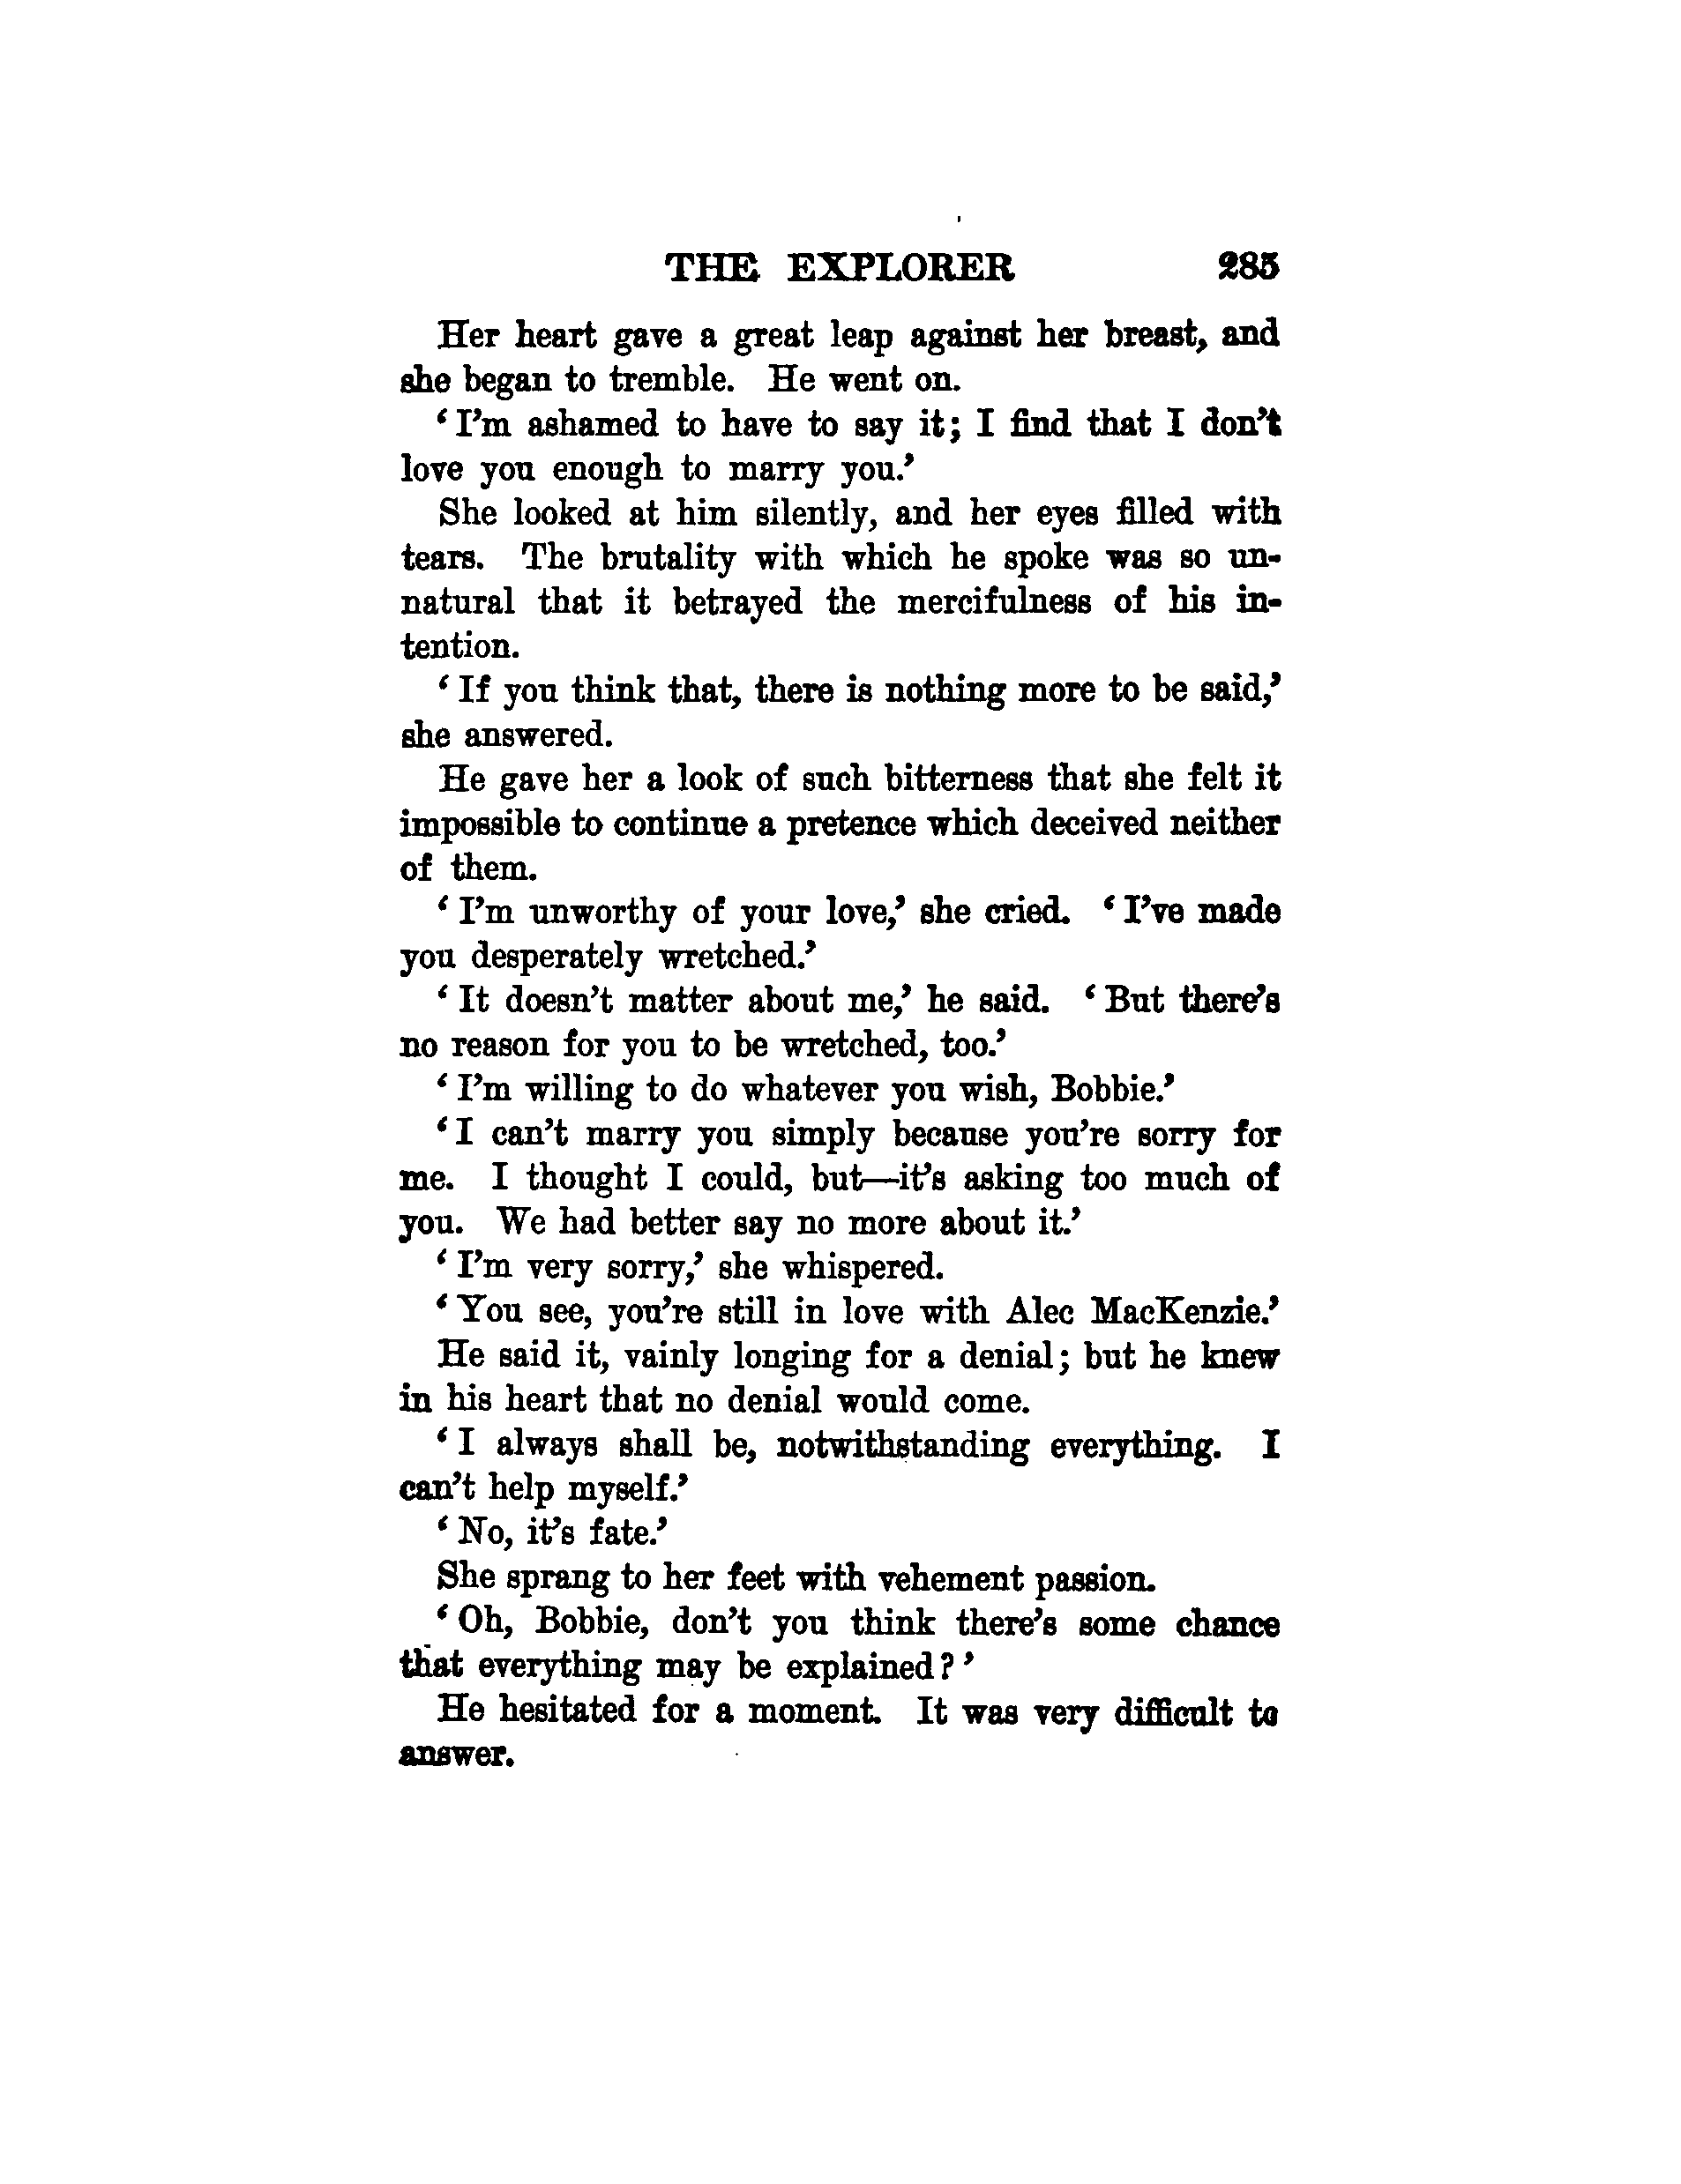 THE EXPLORER 285
Her heart gave a great leap against her breast, and
she began to tremble. He went on.
‘I’m ashamed to have to say it; I find that I don’t
love you enough to marry you.’
She looked at him silently, and her eyes filled with
tears. The brutality with which he spoke was so un-
natural that it betrayed the mercifulness of his in-
tention.
‘If you think that, there is nothing more to be said,’
she answered.
He gave her a look of such bitterness that she felt it
impossible to continue a pretence which deceived neither
of them.
‘I’m unworthy of your love,’ she cried. ‘I’ve made
you desperately wretched.’
‘It doesn’t matter about me,’ he said. ‘But there’s
no reason for you to be wretched, too.’
‘I’m willing to do whatever you wish, Bobbie.’
‘I can’t marry you simply because you’re sorry for
me. I thought I could, but—it’s asking too much of
you. We had better say no more about it.’
‘I’m very sorry,’ she whispered.
‘You see, you’re still in love with Alec MacKenzie.’
He said it, vainly longing for a denial; but he knew
in his heart that no denial would come.
‘I always shall be, notwithstanding everything. I
can’t help myself.’
‘No, it’s fate.’
She sprang to her feet with vehement passion.
‘Oh, Bobbie, don’t you think there’s some chance
that everything may be explained?’
He hesitated for a moment. It was very difficult to
answer.